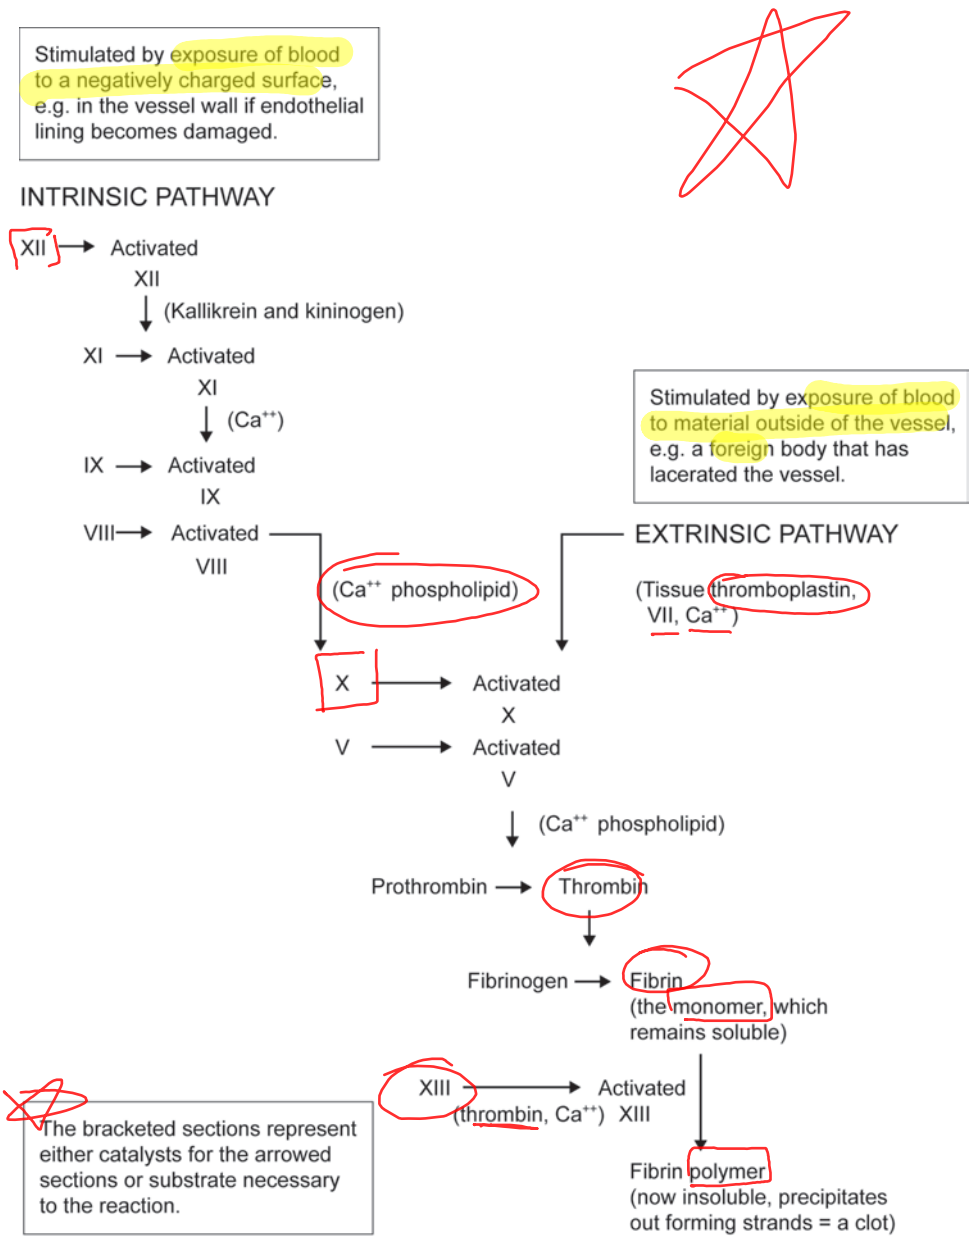 Stimulated by exposure of blood
to a negatively charged surface,
e.g. in the vessel wall if endothelial
lining becomes damaged.
INTRINSIC PATHWAY
XII Activated
XII
(Kallikrein and kininogen)
XI Activated
XI
(Ca⁺⁺)
Stimulated by exposure of blood
to material outside of the vessel,
e.g. a foreign body that has
lacerated the vessel.
IX Activated
IX
VIII Activated
VIII
EXTRINSIC PATHWAY
(Ca⁺⁺ phospholipid)
(Tissue thromboplastin,
VII, Ca⁺⁺)
X Activated
X
V Activated
V
(Ca⁺⁺ phospholipid)
Prothrombin Thrombin
Fibrinogen Fibrin
(the monomer, which
remains soluble)
XIII Activated
(thrombin, Ca⁺⁺) XIII
The bracketed sections represent
either catalysts for the arrowed
sections or substrate necessary
to the reaction.
Fibrin polymer
(now insoluble, precipitates
out forming strands = a clot)